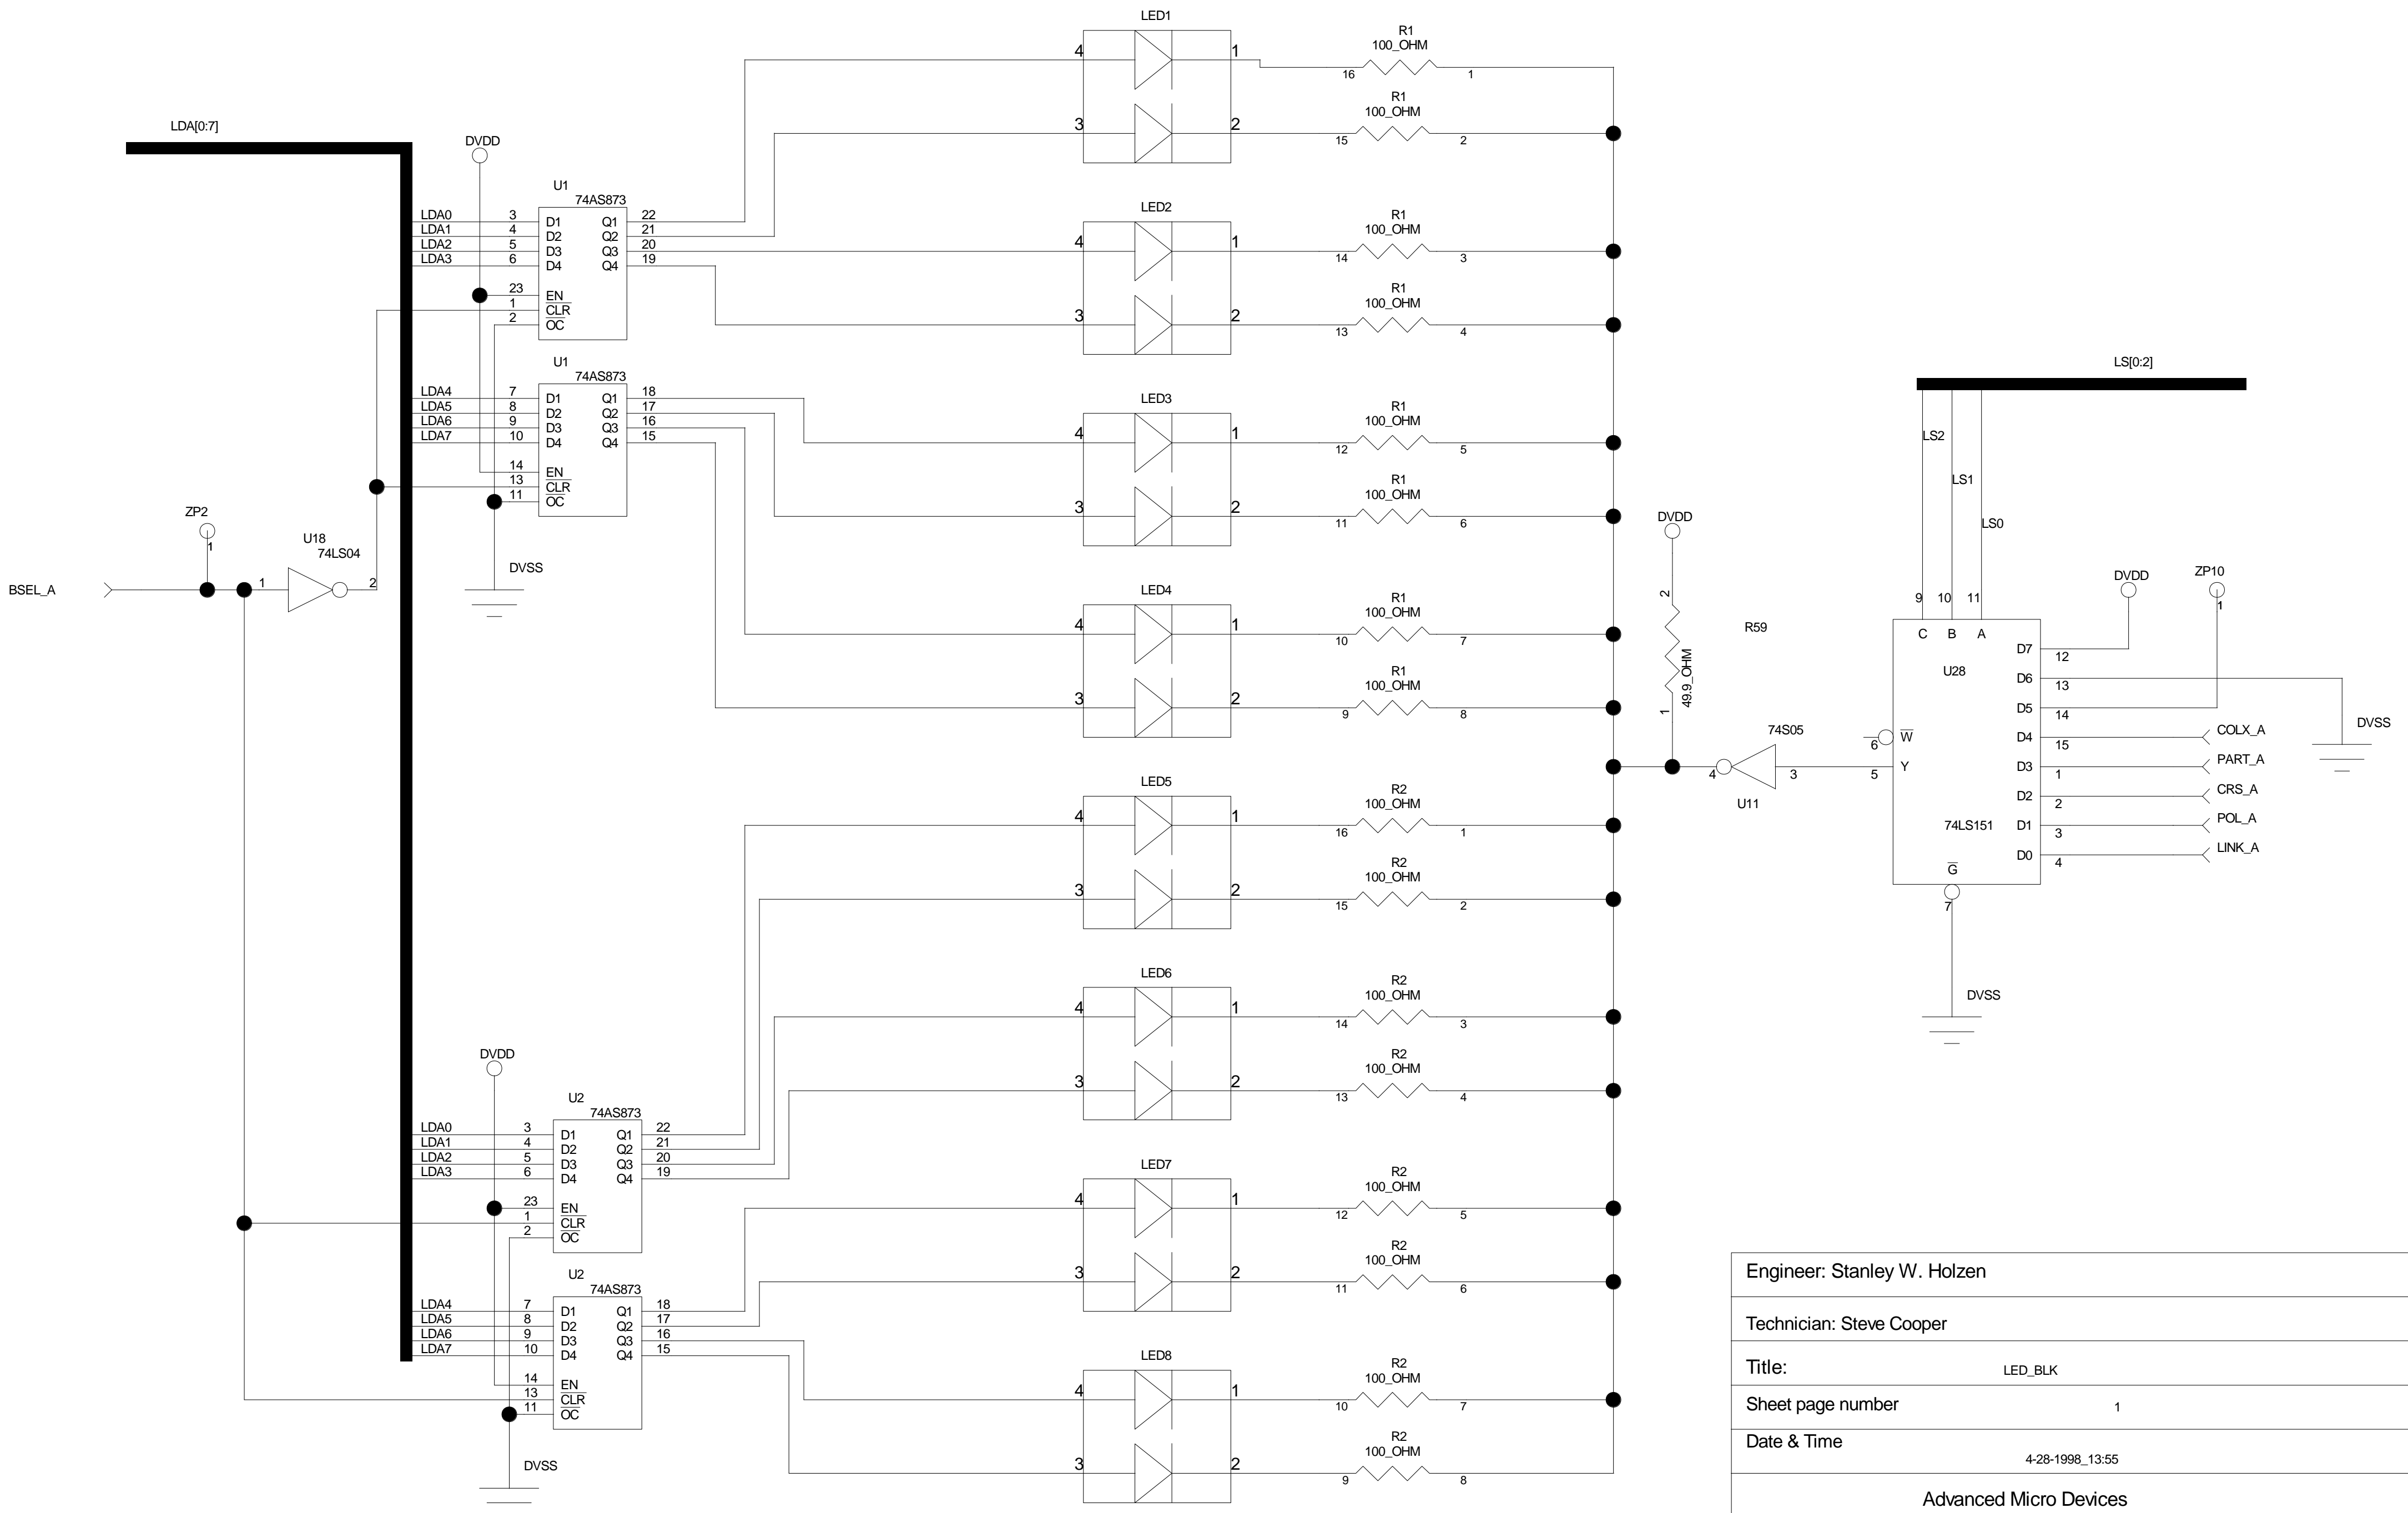 LDA[0:7]
DVDD
U1
74AS873
LDA0 3 D1 Q1 22
LDA1 4 D2 Q2 21
LDA2 5 D3 Q3 20
LDA3 6 D4 Q4 19
23 EN
1 CLR
2 OC
U1
74AS873
LDA4 7 D1 Q1 18
LDA5 8 D2 Q2 17
LDA6 9 D3 Q3 16
LDA7 10 D4 Q4 15
14 EN
13 CLR
11 OC
DVSS
ZP2
1
U18
74LS04
BSEL_A
1 2
DVDD
U2
74AS873
LDA0 3 D1 Q1 22
LDA1 4 D2 Q2 21
LDA2 5 D3 Q3 20
LDA3 6 D4 Q4 19
23 EN
1 CLR
2 OC
U2
74AS873
LDA4 7 D1 Q1 18
LDA5 8 D2 Q2 17
LDA6 9 D3 Q3 16
LDA7 10 D4 Q4 15
14 EN
13 CLR
11 OC
DVSS
LED1
4 1
3 2
R1
100_OHM
16 1
R1
100_OHM
15 2
LED2
4 1
3 2
R1
100_OHM
14 3
R1
100_OHM
13 4
LED3
4 1
3 2
R1
100_OHM
12 5
R1
100_OHM
11 6
LED4
4 1
3 2
R1
100_OHM
10 7
R1
100_OHM
9 8
LED5
4 1
3 2
R2
100_OHM
16 1
R2
100_OHM
15 2
LED6
4 1
3 2
R2
100_OHM
14 3
R2
100_OHM
13 4
LED7
4 1
3 2
R2
100_OHM
12 5
R2
100_OHM
11 6
LED8
4 1
3 2
R2
100_OHM
10 7
R2
100_OHM
9 8
DVDD
2
R59
49.9_OHM
1
74S05
4 3
U11
LS[0:2]
LS2
LS1
LS0
9 10 11
C B A
U28
74LS151
6 W
5 Y
G
7
DVSS
DVDD
ZP10
1
D7 12
D6 13
D5 14
D4 15 COLX_A
D3 1 PART_A
D2 2 CRS_A
D1 3 POL_A
D0 4 LINK_A
DVSS
Engineer: Stanley W. Holzen
Technician: Steve Cooper
Title: LED_BLK
Sheet page number 1
Date & Time
4-28-1998_13:55
Advanced Micro Devices